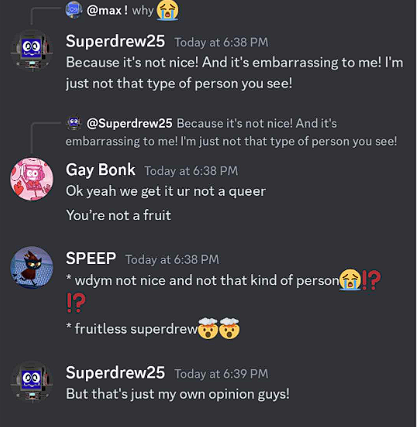 @max ! why 😭
Superdrew25 Today at 6:38 PM
Because it's not nice! And it's embarrassing to me! I'm
just not that type of person you see!
@Superdrew25 Because it's not nice! And it's
embarrassing to me! I'm just not that type of person you see!
Gay Bonk Today at 6:38 PM
Ok yeah we get it ur not a queer
You're not a fruit
SPEEP Today at 6:38 PM
* wdym not nice and not that kind of person😭⁉️
⁉️
* fruitless superdrew🤯🤯
Superdrew25 Today at 6:39 PM
But that's just my own opinion guys!